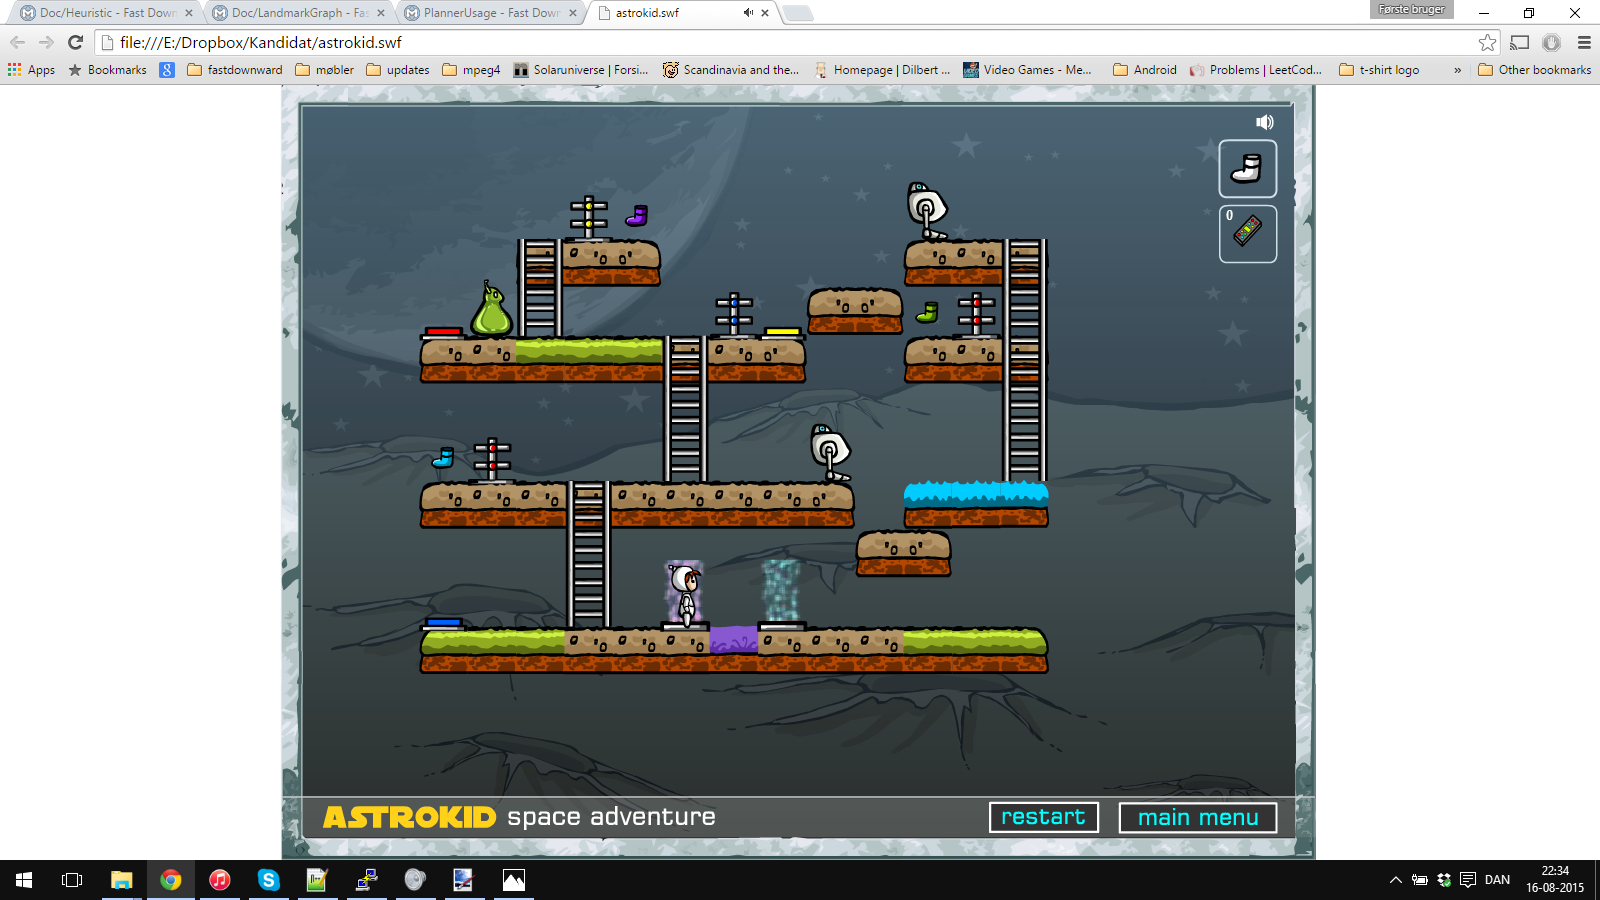 Doc/Heuristic - Fast Down
Doc/LandmarkGraph - Fas
PlannerUsage - Fast Down
astrokid.swf
Første bruger
file:///E:/Dropbox/Kandidat/astrokid.swf
Apps
Bookmarks
fastdownward
møbler
updates
mpeg4
Solaruniverse | Forsi...
Scandinavia and the...
Homepage | Dilbert ...
Video Games - Me...
Android
Problems | LeetCod...
t-shirt logo
»
Other bookmarks
0
ASTROKID space adventure
restart
main menu
DAN
22:34
16-08-2015